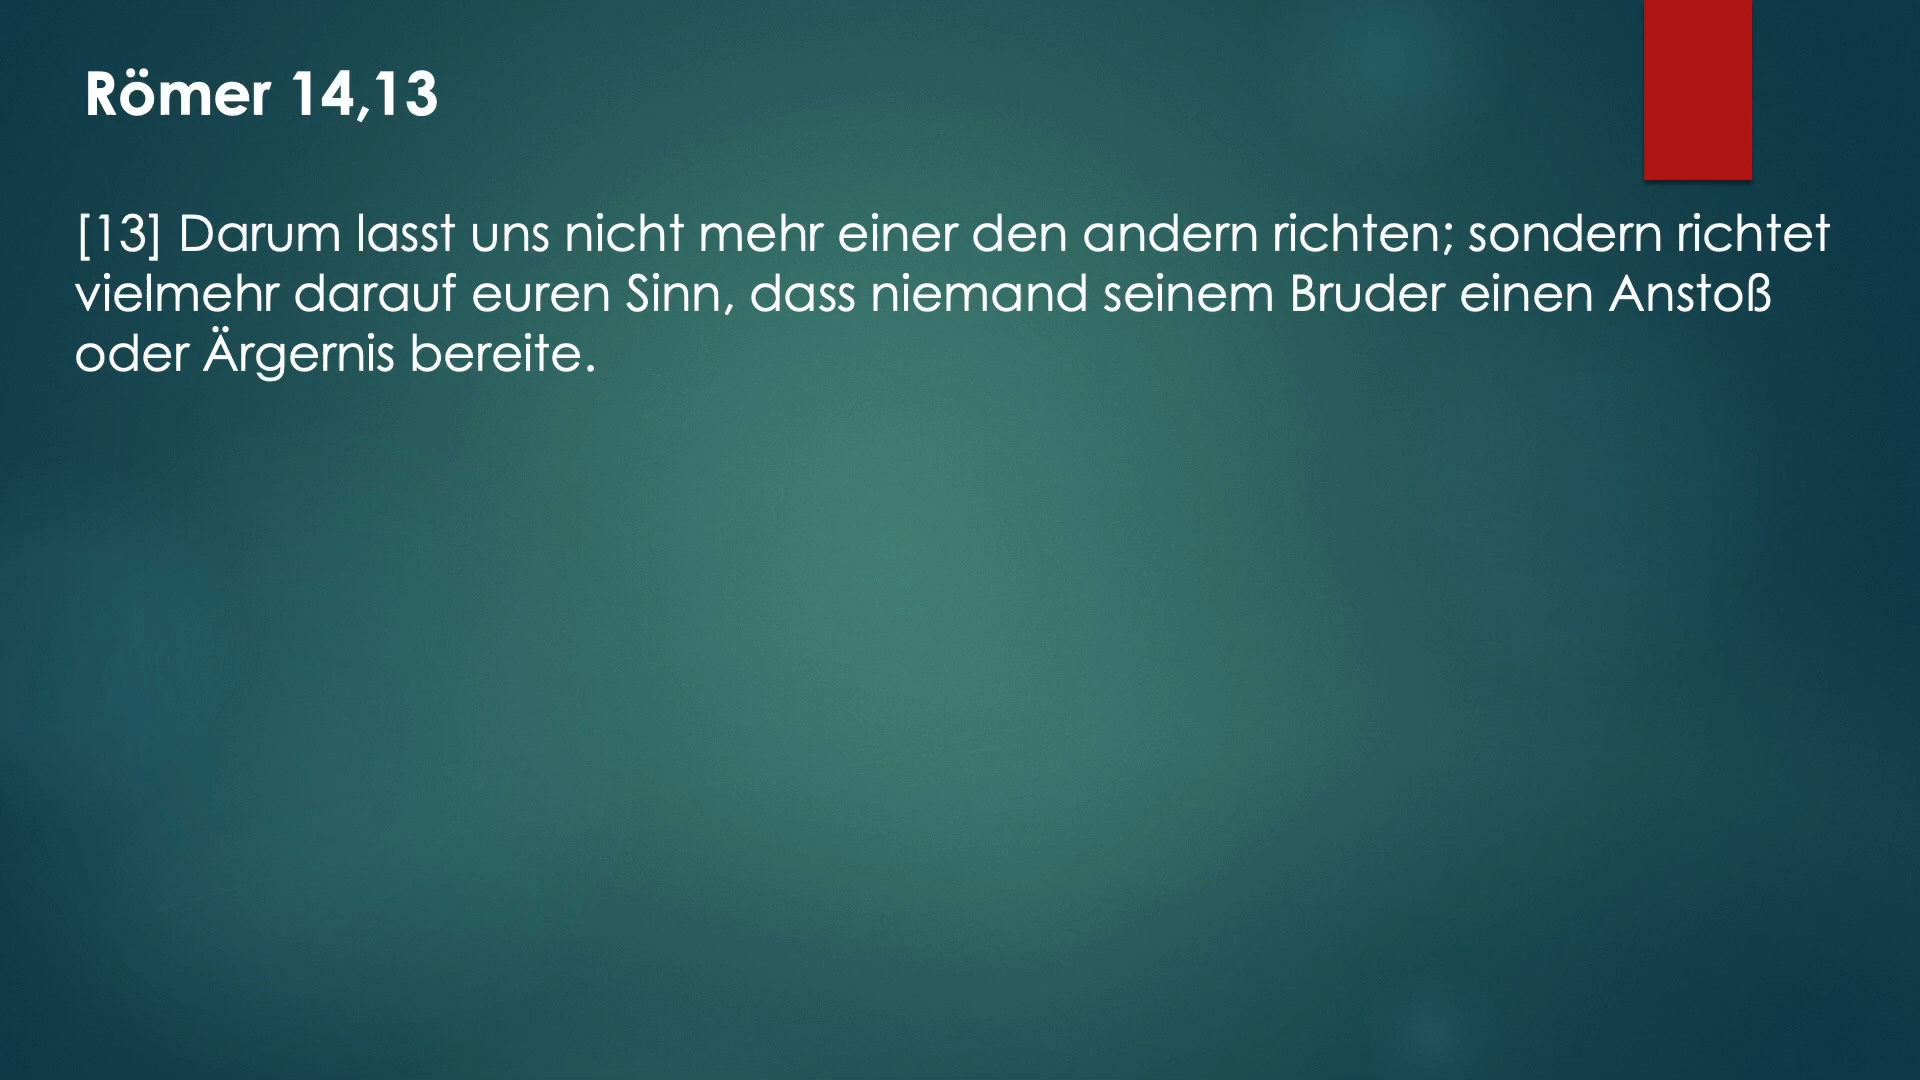 Römer 14,13
[13] Darum lasst uns nicht mehr einer den andern richten; sondern richtet
vielmehr darauf euren Sinn, dass niemand seinem Bruder einen Anstoß
oder Ärgernis bereite.